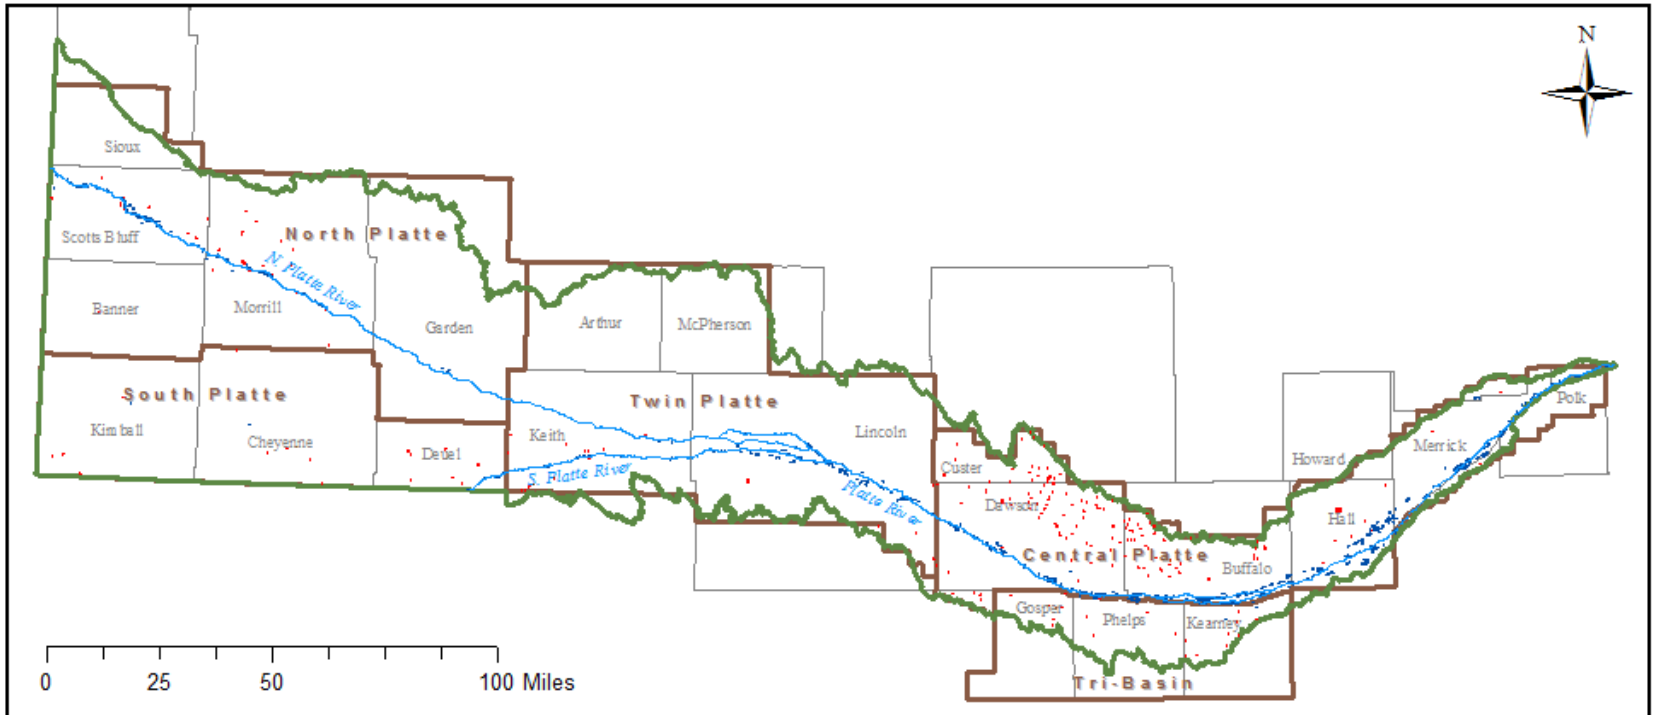 N
Sioux
Scotts Bluff
North Platte
N. Platte River
Banner
Morrill
Garden
Arthur
McPherson
South Platte
Twin Platte
Kimball
Cheyenne
Deuel
Keith
Lincoln
S. Platte River
Platte River
Custer
Dawson
Central Platte
Buffalo
Howard
Hall
Merrick
Polk
Gosper
Phelps
Kearney
Tri-Basin
0 25 50 100 Miles